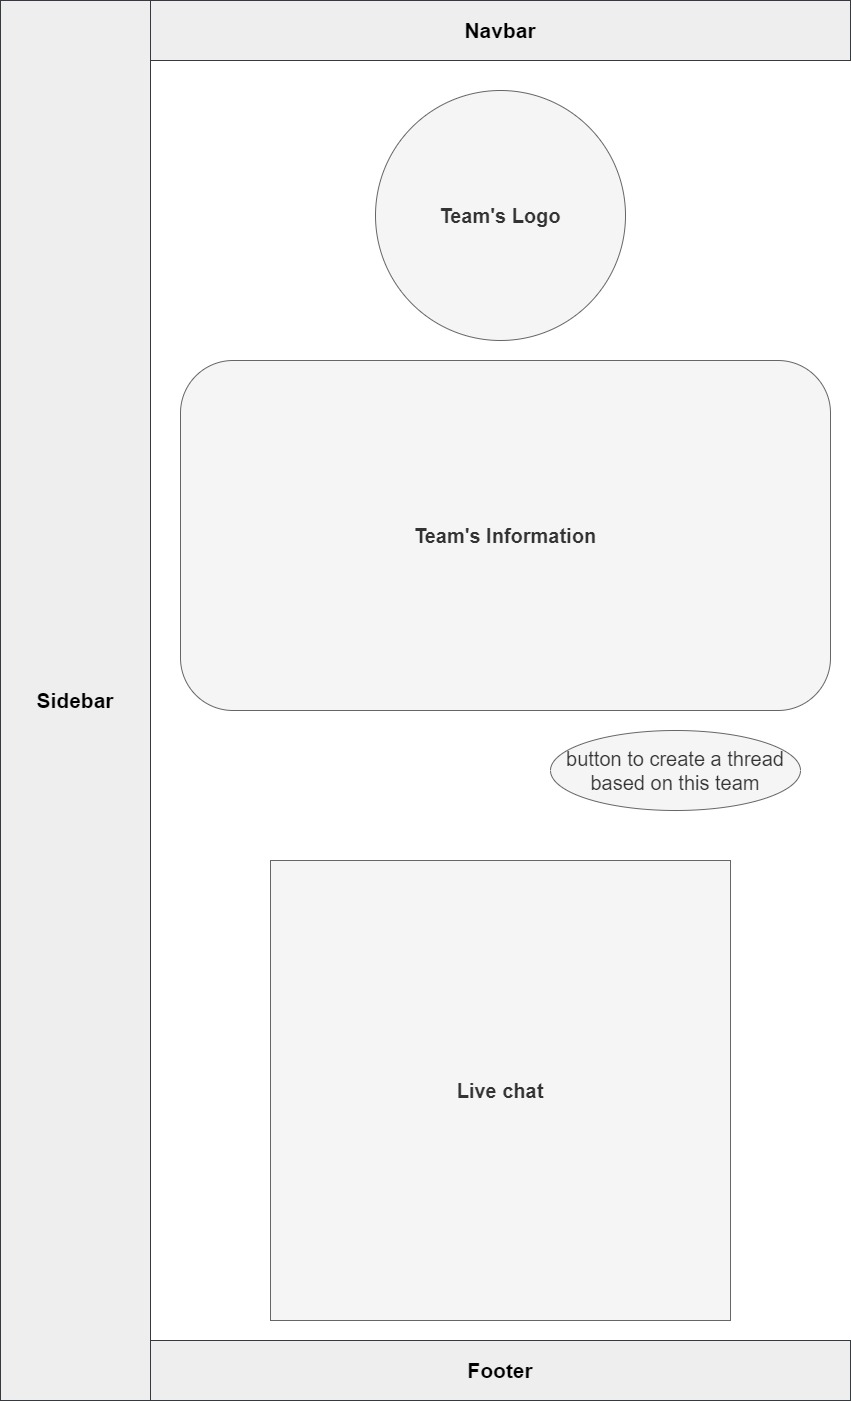 Navbar
Team's Logo
Team's Information
Sidebar
button to create a thread
based on this team
Live chat
Footer